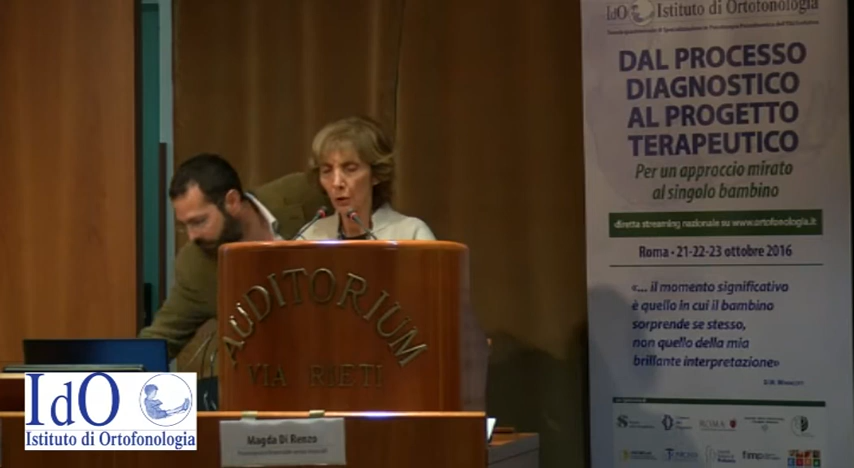 IdO Istituto di Ortofonologia
DAL PROCESSO
DIAGNOSTICO
AL PROGETTO
TERAPEUTICO
Per un approccio mirato
al singolo bambino
diretta streaming nazionale su www.ortofonologia.it
Roma - 21-22-23 ottobre 2016
«... il momento significativo
è quello in cui il bambino
sorprende se stesso,
non quello della mia
brillante interpretazione»
AUDITORIUM
VIA RIETI
Magda Di Renzo
IdO
Istituto di Ortofonologia